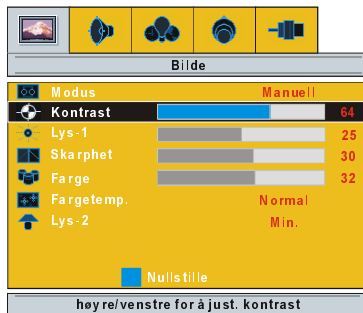 Bilde
Modus Manuell
Kontrast 64
Lys-1 25
Skarphet 30
Farge 32
Fargetemp. Normal
Lys-2 Min.
Nullstille
høyre/venstre for å just. kontrast